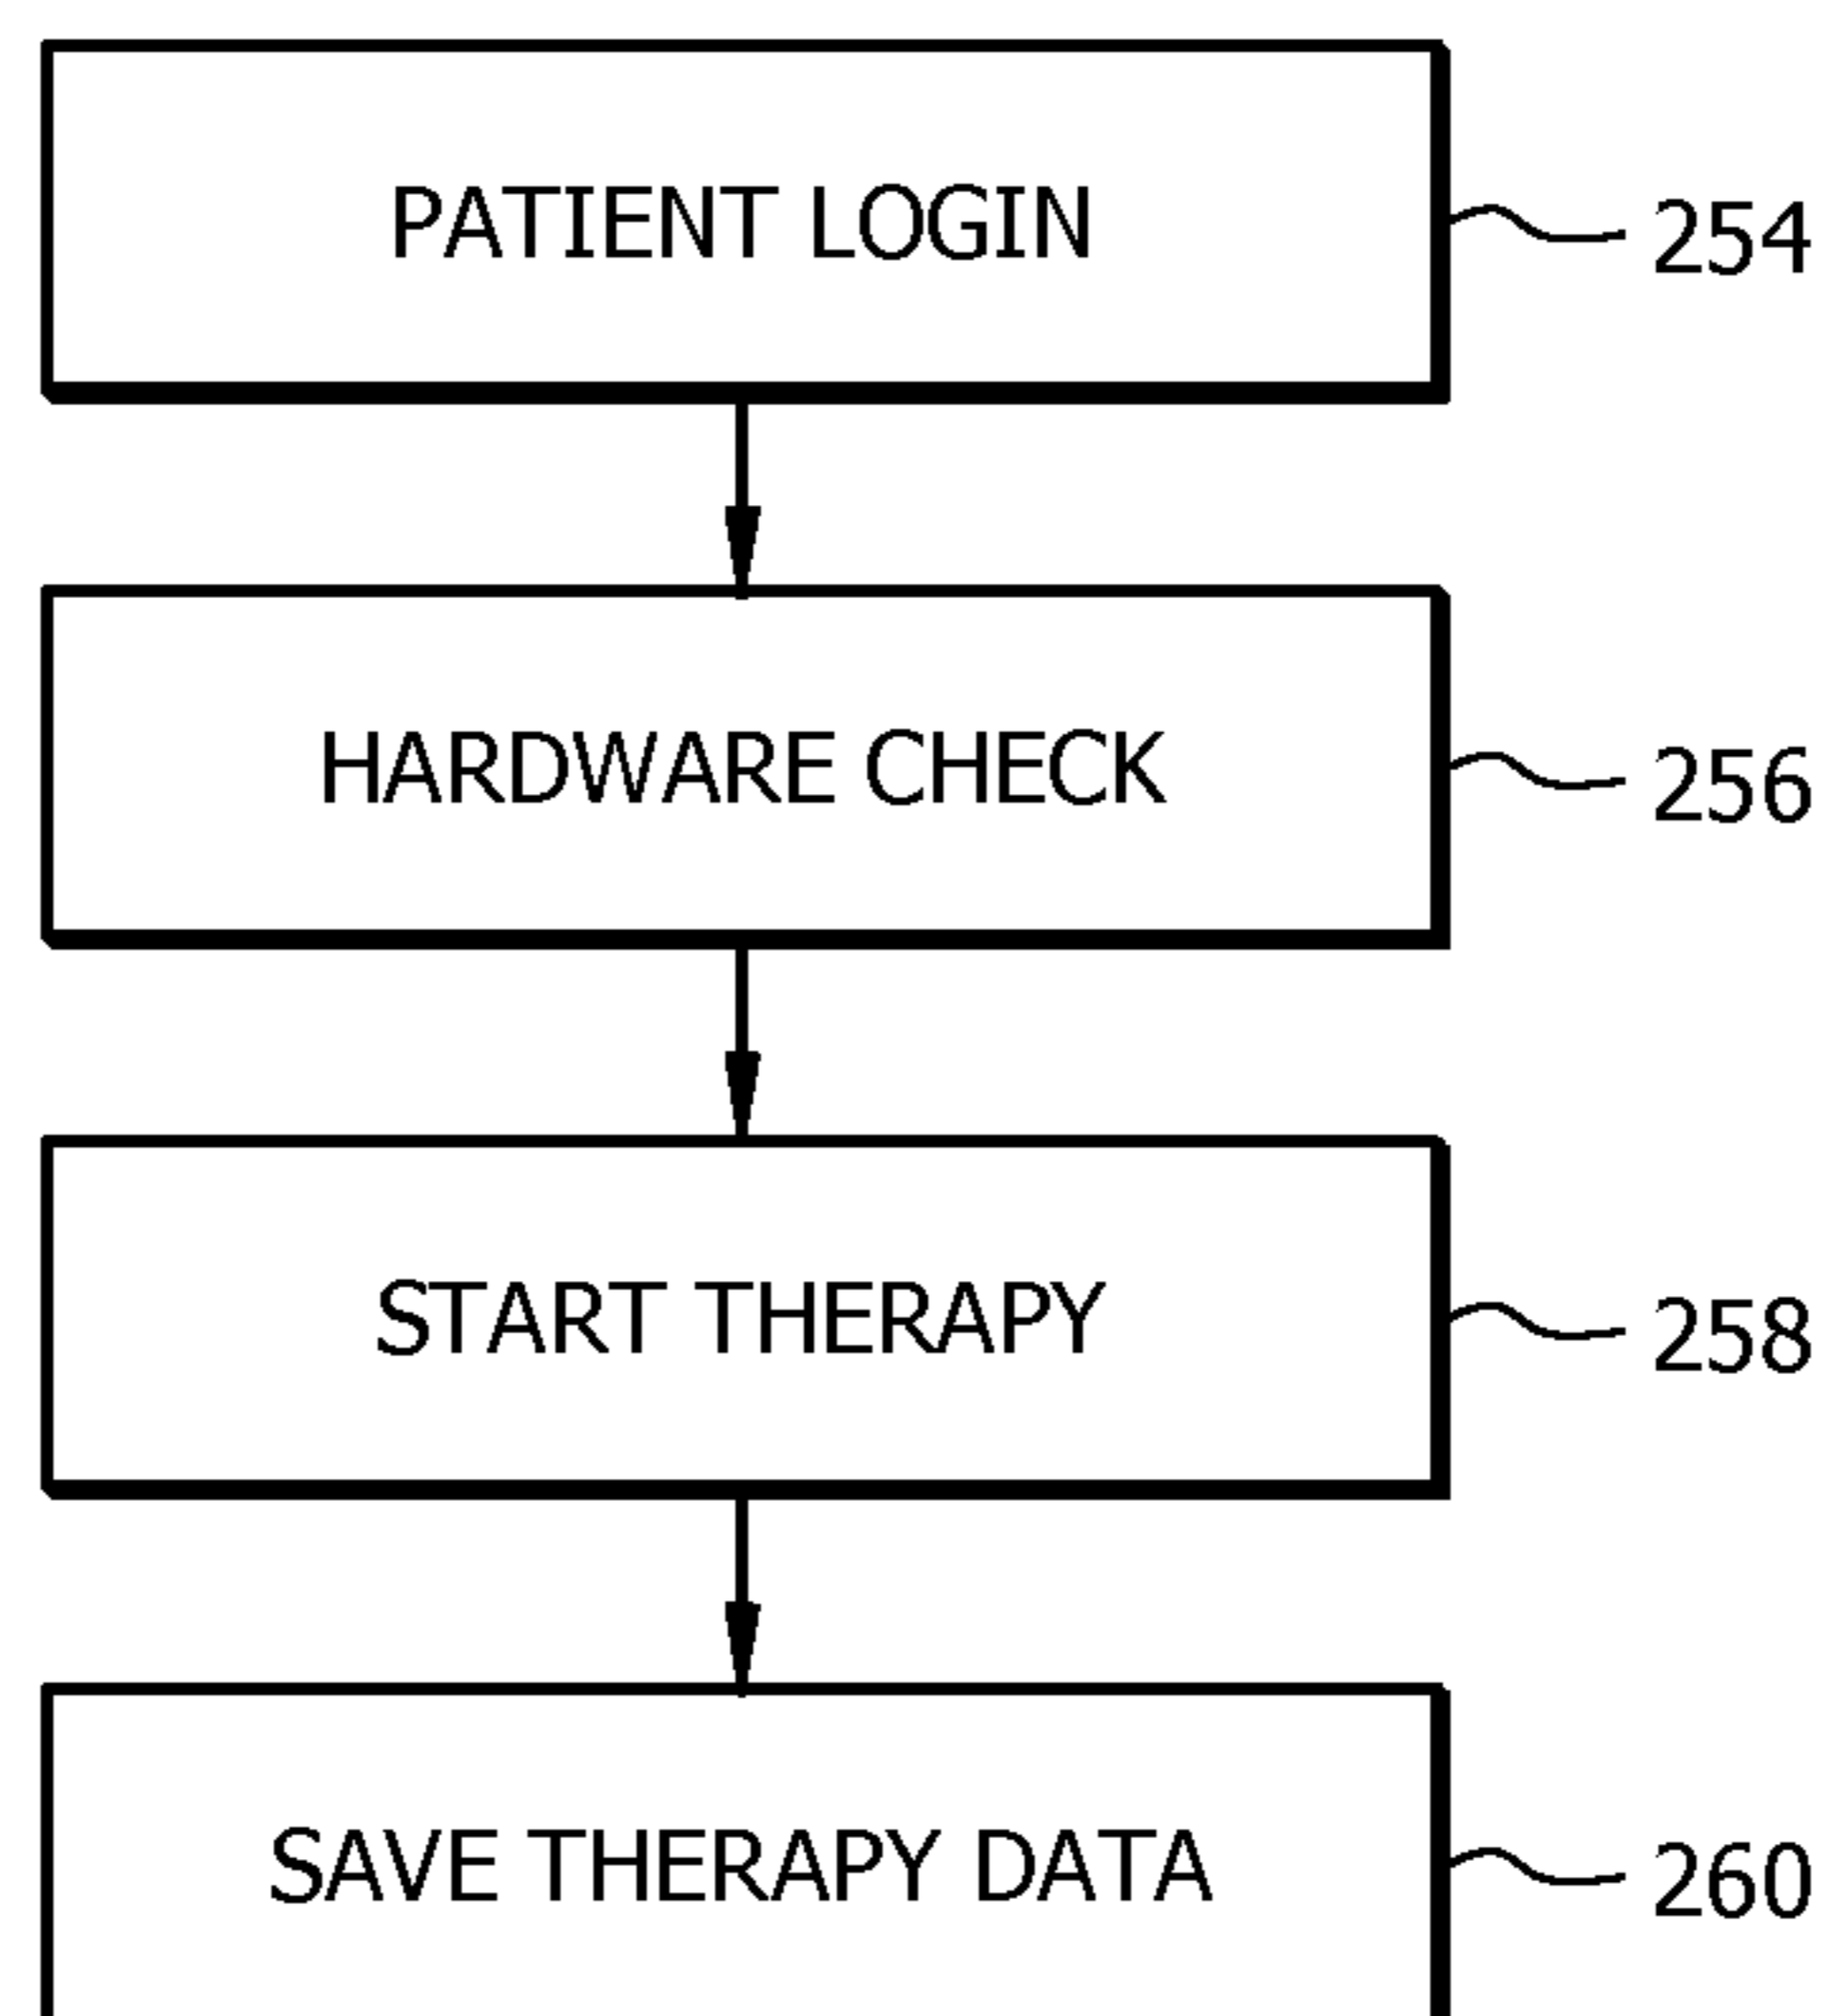 PATIENT LOGIN
254
HARDWARE CHECK
256
START THERAPY
258
SAVE THERAPY DATA
260